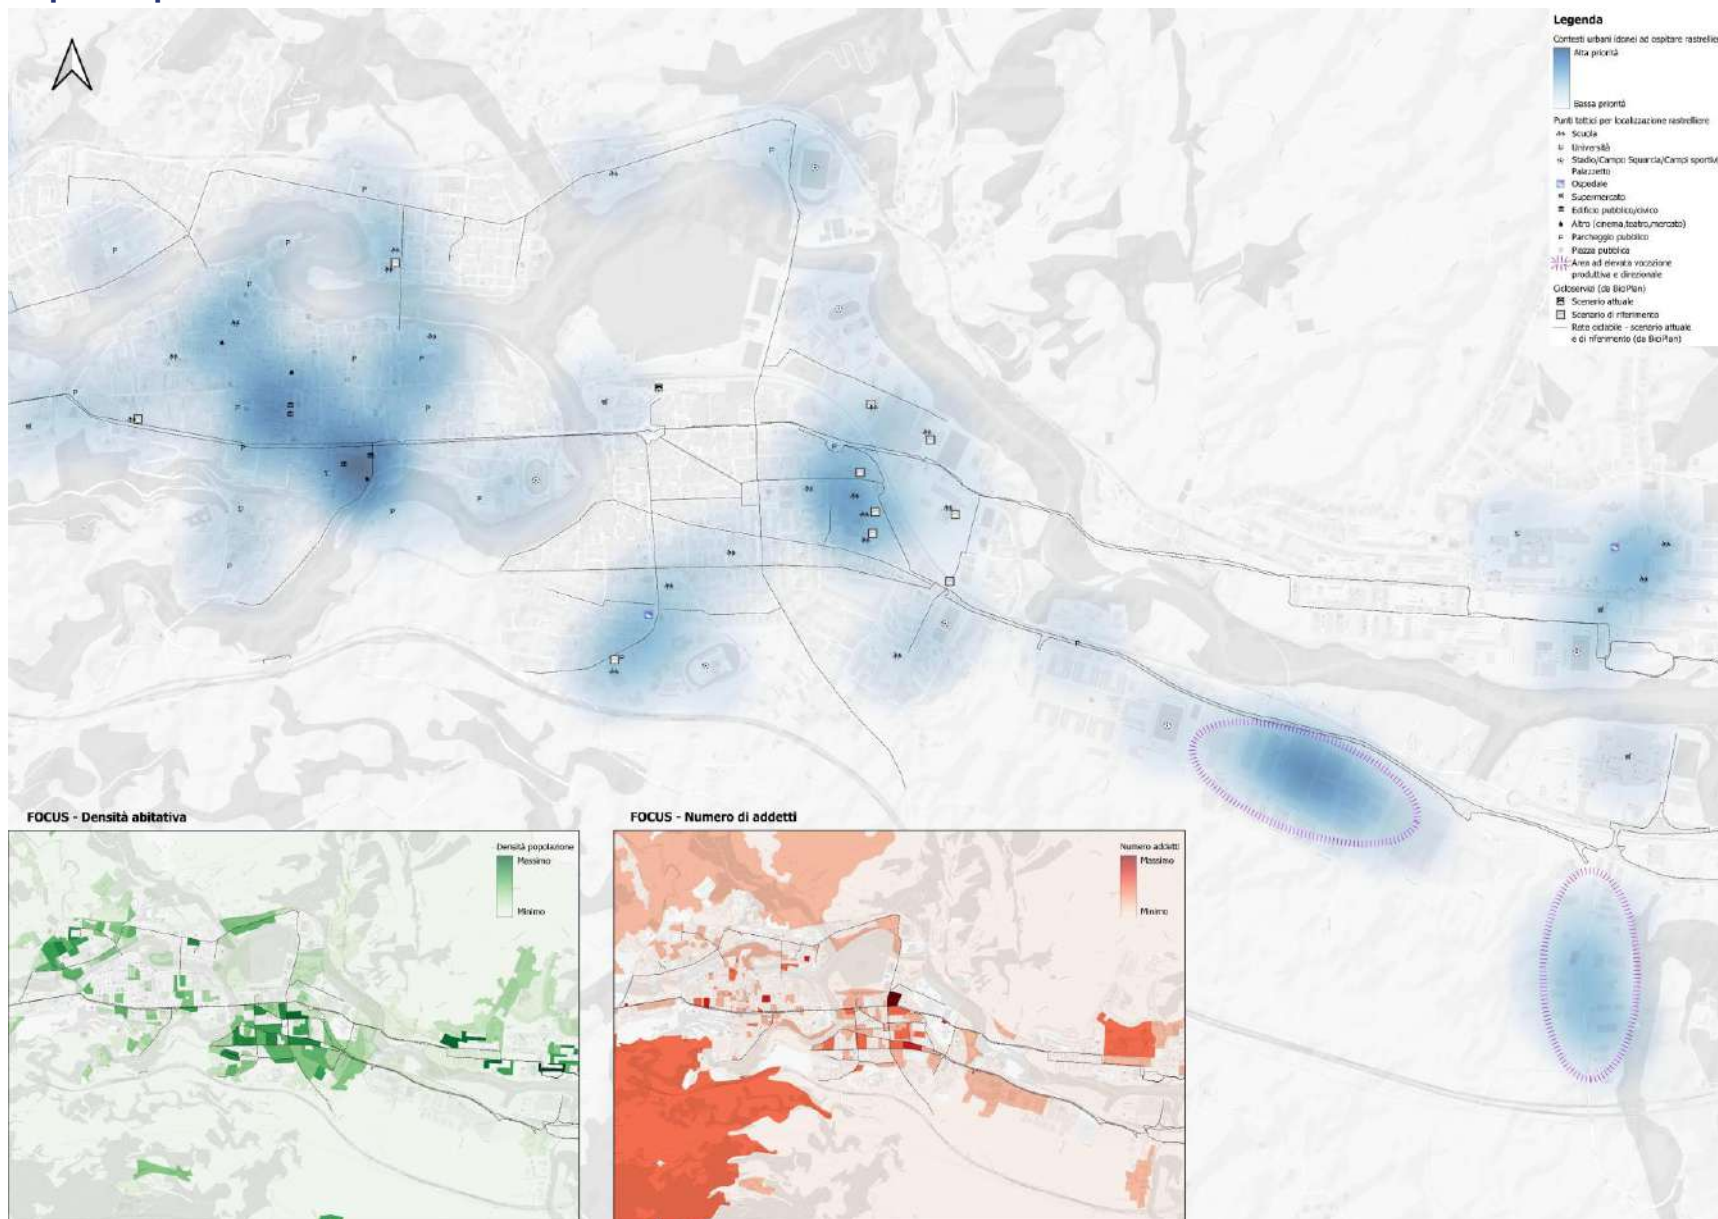 Legenda
Contesti urbani idonei ad ospitare rastrelliere
Alta priorità
Bassa priorità
Punti tattici per localizzazione rastrelliere
Scuola
Università
Stadio/Campo Squarcia/Campi sportivi
Palazzetto
Ospedale
Supermercato
Edificio pubblico/civico
Altro (cinema,teatro,mercato)
P Parcheggio pubblico
Piazza pubblica
Area ad elevata vocazione
produttiva e direzionale
Cicloservizi (da BiciPlan)
Scenario attuale
Scenario di riferimento
Rete ciclabile - scenario attuale
e di riferimento (da BiciPlan)
FOCUS - Densità abitativa
Densità popolazione
Massimo
Minimo
FOCUS - Numero di addetti
Numero addetti
Massimo
Minimo